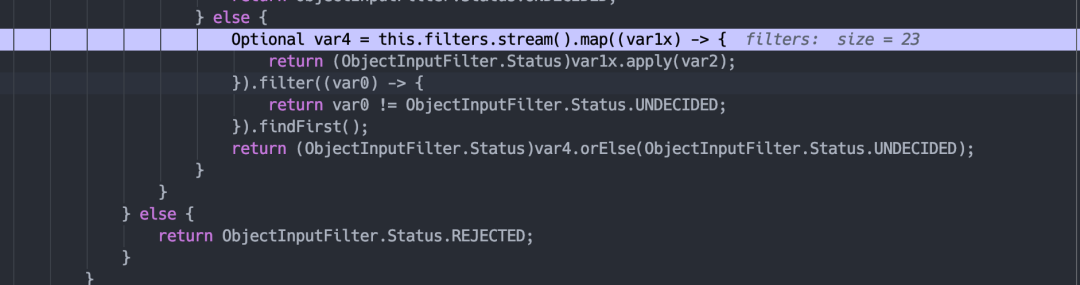 } else {
Optional var4 = this.filters.stream().map((var1x) -> { filters: size = 23
return (ObjectInputFilter.Status)var1x.apply(var2);
}).filter((var0) -> {
return var0 != ObjectInputFilter.Status.UNDECIDED;
}).findFirst();
return (ObjectInputFilter.Status)var4.orElse(ObjectInputFilter.Status.UNDECIDED);
}
}
} else {
return ObjectInputFilter.Status.REJECTED;
}
}